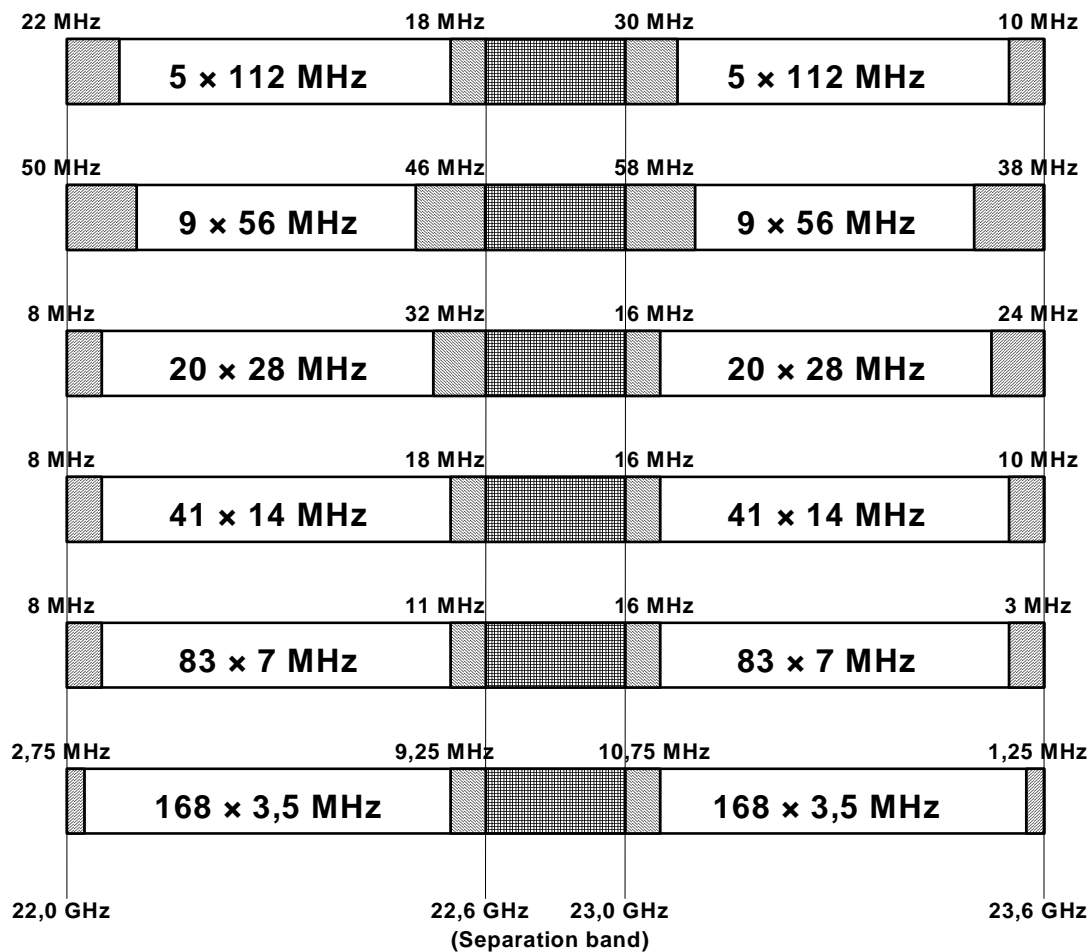 22 MHz 18 MHz 30 MHz 10 MHz
5 × 112 MHz 5 × 112 MHz
50 MHz 46 MHz 58 MHz 38 MHz
9 × 56 MHz 9 × 56 MHz
8 MHz 32 MHz 16 MHz 24 MHz
20 × 28 MHz 20 × 28 MHz
8 MHz 18 MHz 16 MHz 10 MHz
41 × 14 MHz 41 × 14 MHz
8 MHz 11 MHz 16 MHz 3 MHz
83 × 7 MHz 83 × 7 MHz
2,75 MHz 9,25 MHz 10,75 MHz 1,25 MHz
168 × 3,5 MHz 168 × 3,5 MHz
22,0 GHz 22,6 GHz 23,0 GHz 23,6 GHz
(Separation band)